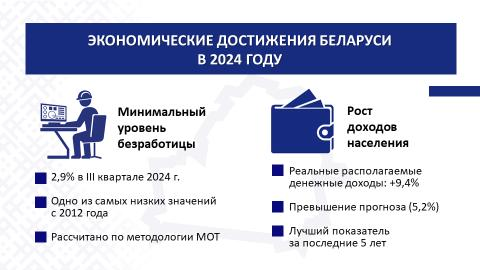 ЭКОНОМИЧЕСКИЕ ДОСТИЖЕНИЯ БЕЛАРУСИ
В 2024 ГОДУ
Минимальный
уровень
безработицы
2,9% в III квартале 2024 г.
Одно из самых низких значений
с 2012 года
Рассчитано по методологии МОТ
Рост
доходов
населения
Реальные располагаемые
денежные доходы: +9,4%
Превышение прогноза (5,2%)
Лучший показатель
за последние 5 лет